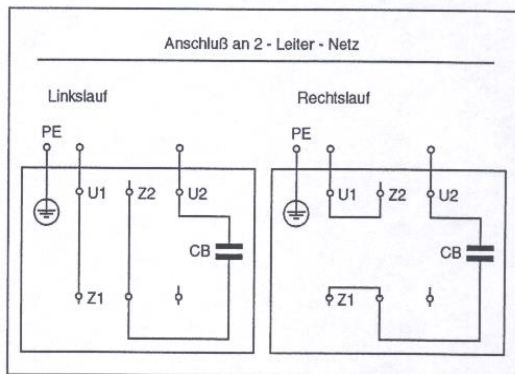 Anschluß an 2 - Leiter - Netz
Linkslauf
Rechtslauf
PE
PE
U1
Z2
U2
U1
Z2
U2
CB
CB
Z1
Z1